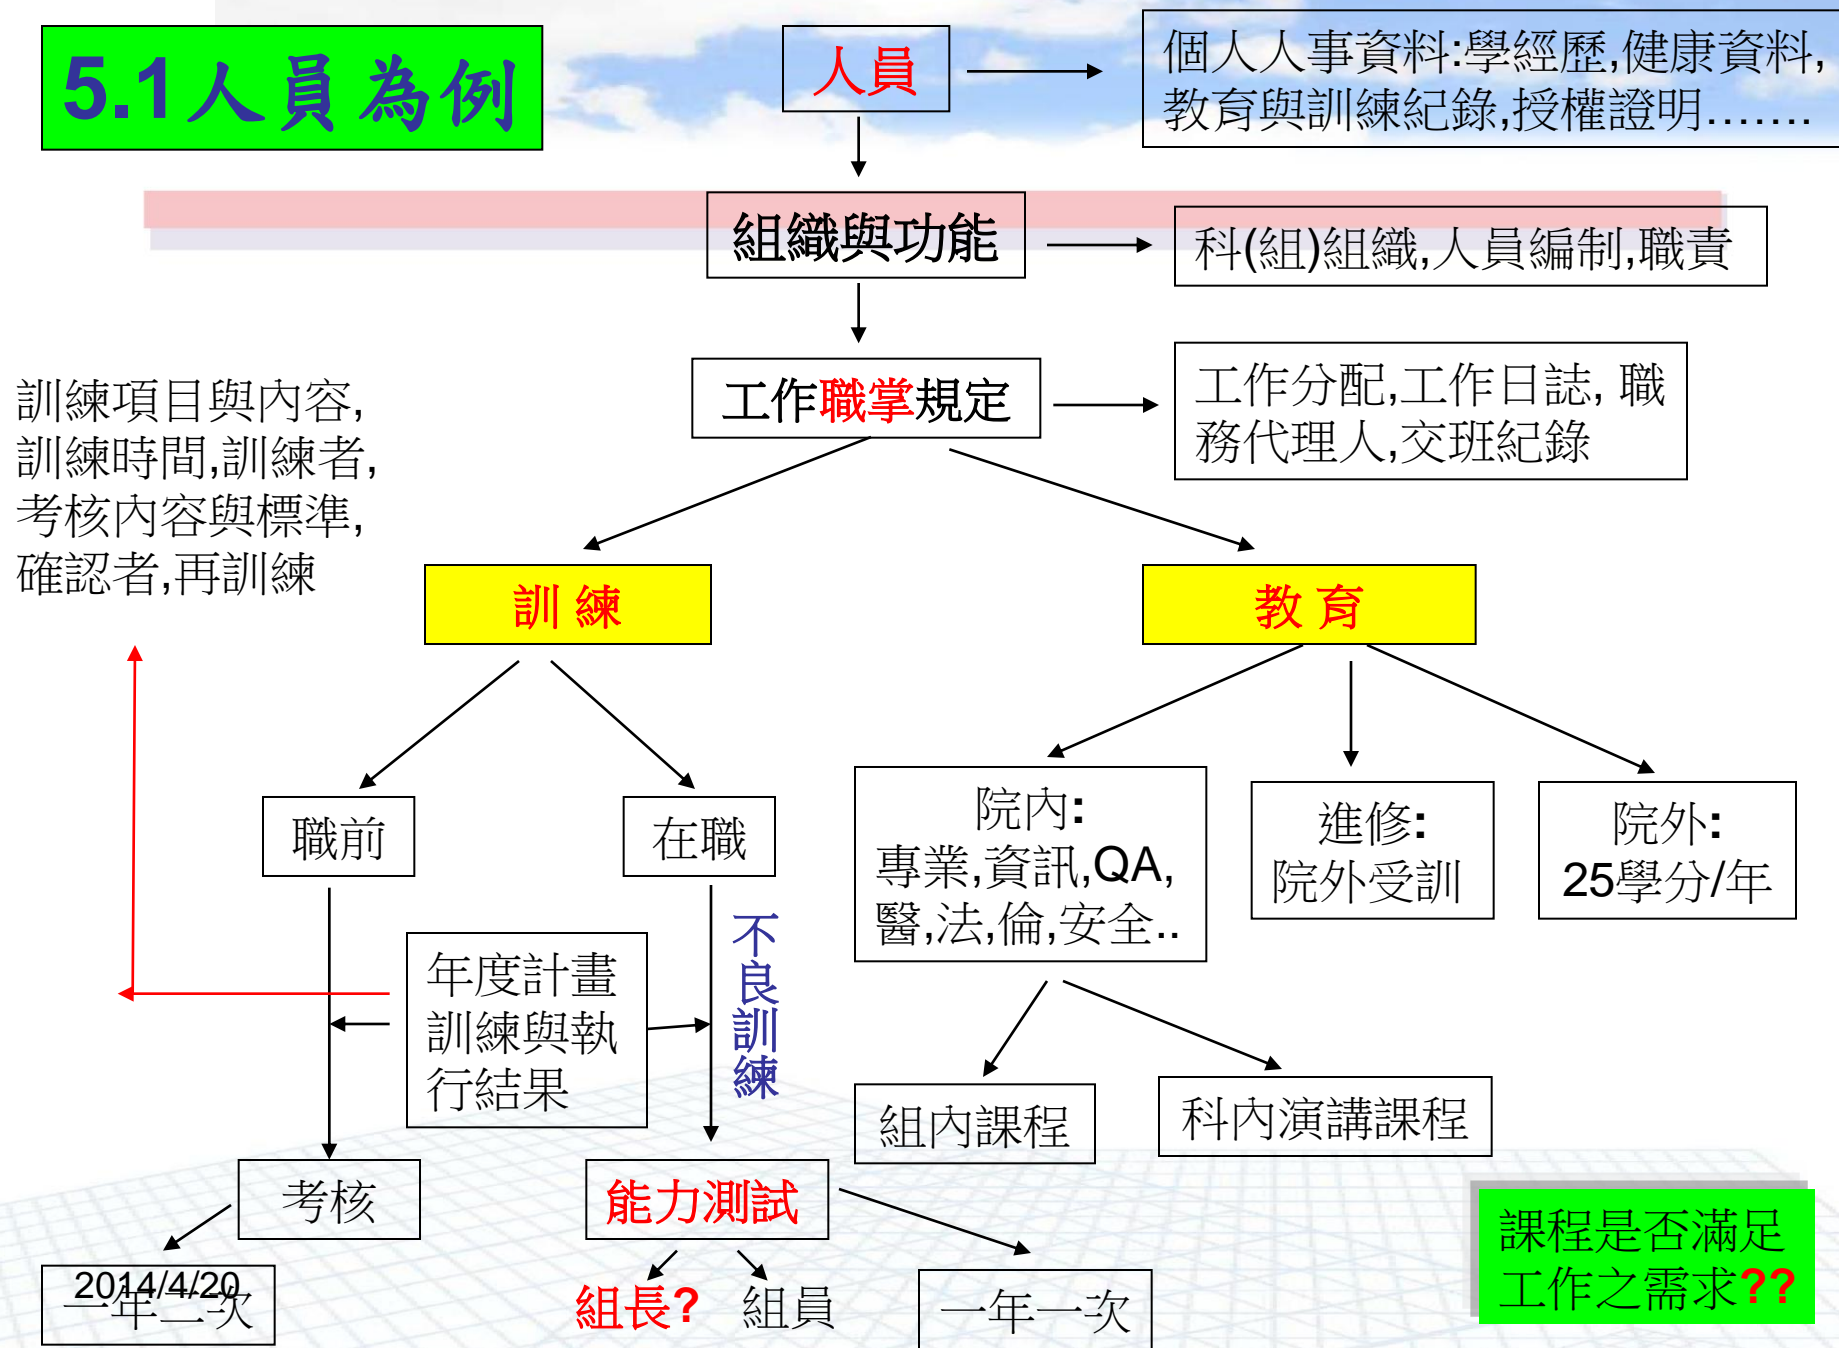 5.1人員為例
人員
個人人事資料:學經歷,健康資料,
教育與訓練紀錄,授權證明.......
組織與功能
科(組)組織,人員編制,職責
工作職掌規定
工作分配,工作日誌, 職
務代理人,交班紀錄
訓練項目與內容,
訓練時間,訓練者,
考核內容與標準,
確認者,再訓練
訓 練
教 育
職前
在職
院內:
專業,資訊,QA,
醫,法,倫,安全..
進修:
院外受訓
院外:
25學分/年
年度計畫
訓練與執
行結果
不良訓練
組內課程
科內演講課程
考核
能力測試
一年二次
2014/4/20
組長?
組員
一年一次
課程是否滿足
工作之需求??